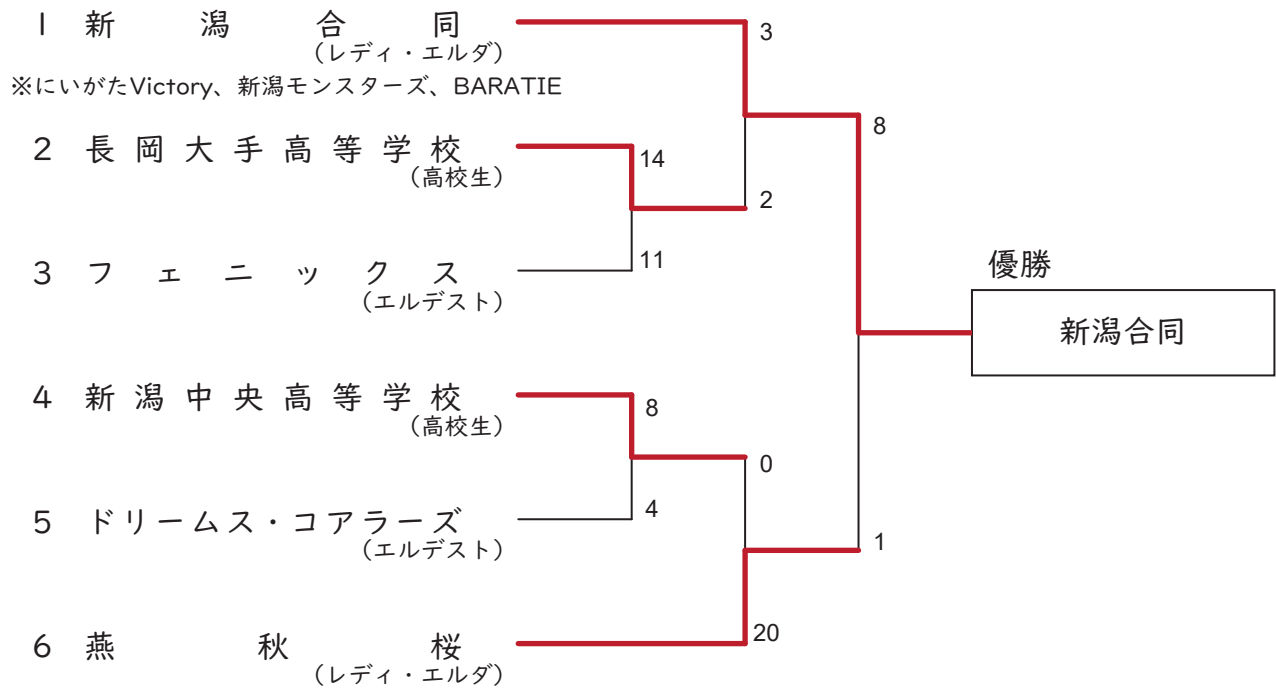 1 新潟合同
(レディ・エルダ)
3
※にいがたVictory、新潟モンスターズ、BARATIE
8
2 長岡大手高等学校
(高校生)
14
2
3 フェニックス
(エルデスト)
11
優勝
新潟合同
4 新潟中央高等学校
(高校生)
8
0
5 ドリームス・コアラーズ
(エルデスト)
4
1
6 燕秋桜
(レディ・エルダ)
20